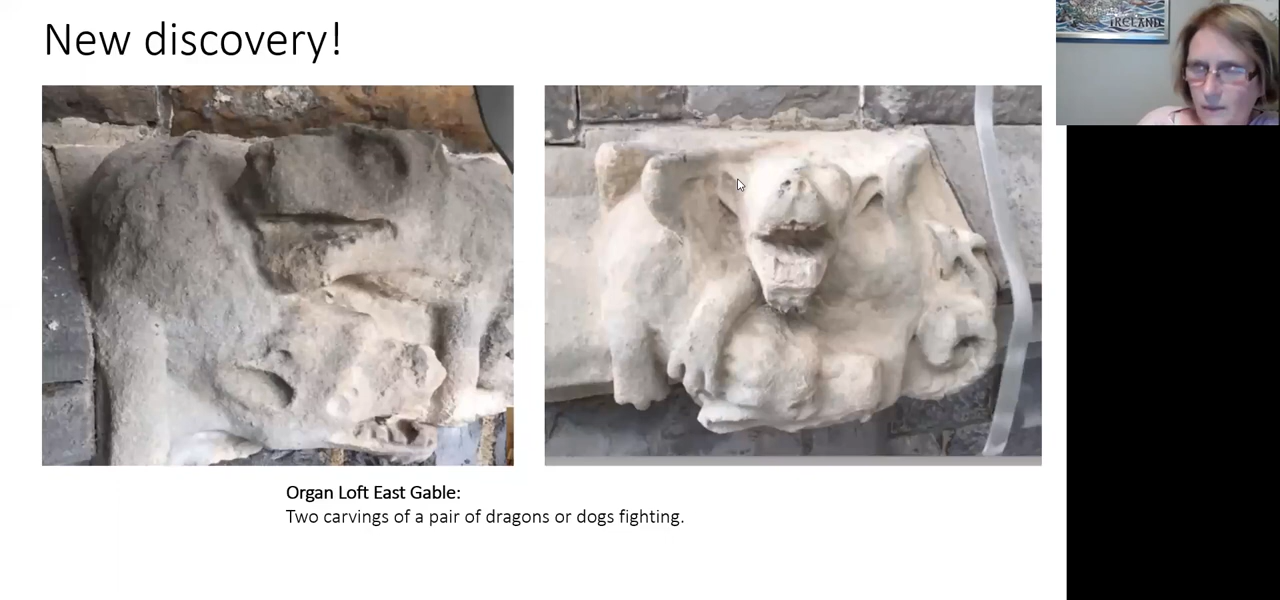 New discovery!
IRELAND
Organ Loft East Gable:
Two carvings of a pair of dragons or dogs fighting.